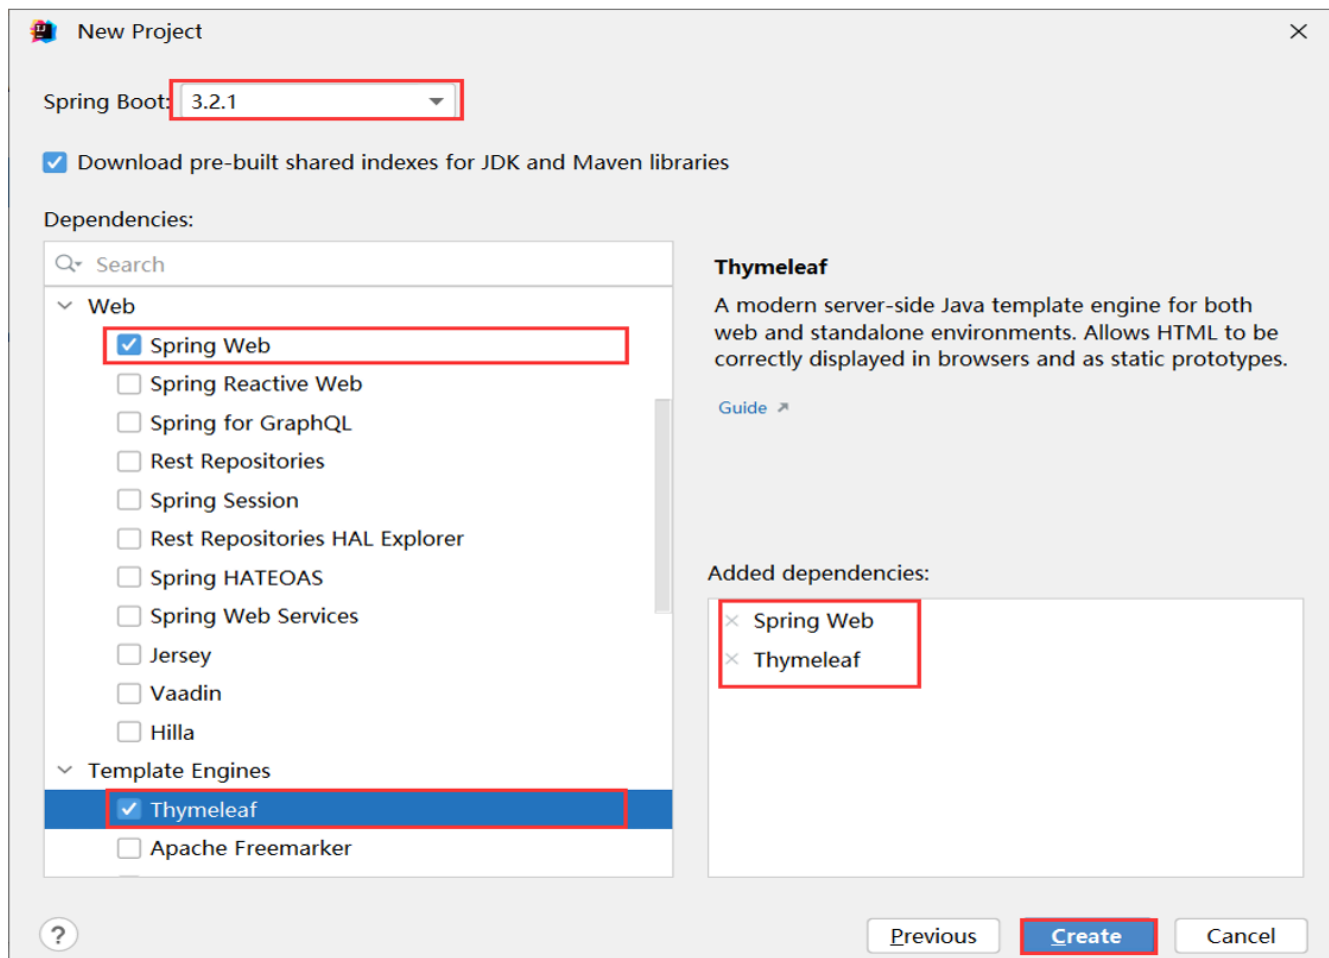 New Project
Spring Boot: 3.2.1
Download pre-built shared indexes for JDK and Maven libraries
Dependencies:
Search
Web
Spring Web
Spring Reactive Web
Spring for GraphQL
Rest Repositories
Spring Session
Rest Repositories HAL Explorer
Spring HATEOAS
Spring Web Services
Jersey
Vaadin
Hilla
Template Engines
Thymeleaf
Apache Freemarker
Thymeleaf
A modern server-side Java template engine for both
web and standalone environments. Allows HTML to be
correctly displayed in browsers and as static prototypes.
Guide
Added dependencies:
Spring Web
Thymeleaf
?
Previous
Create
Cancel